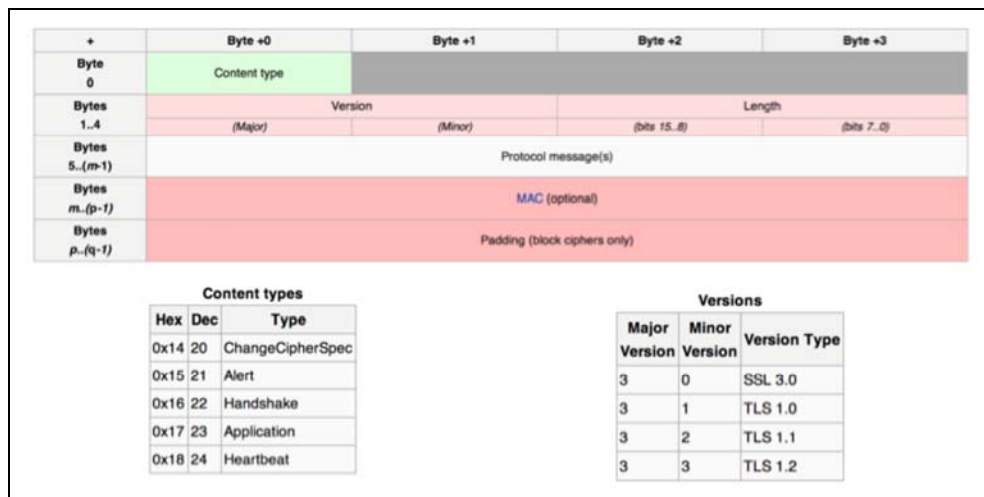 + Byte +0 Byte +1 Byte +2 Byte +3
Byte
0
Content type
Bytes
1..4
Version Length
(Major) (Minor) (bits 15..8) (bits 7..0)
Bytes
5..(m-1)
Protocol message(s)
Bytes
m..(p-1)
MAC (optional)
Bytes
p..(q-1)
Padding (block ciphers only)
Content types
Hex Dec Type
0x14 20 ChangeCipherSpec
0x15 21 Alert
0x16 22 Handshake
0x17 23 Application
0x18 24 Heartbeat
Versions
Major
Version
Minor
Version
Version Type
3 0 SSL 3.0
3 1 TLS 1.0
3 2 TLS 1.1
3 3 TLS 1.2